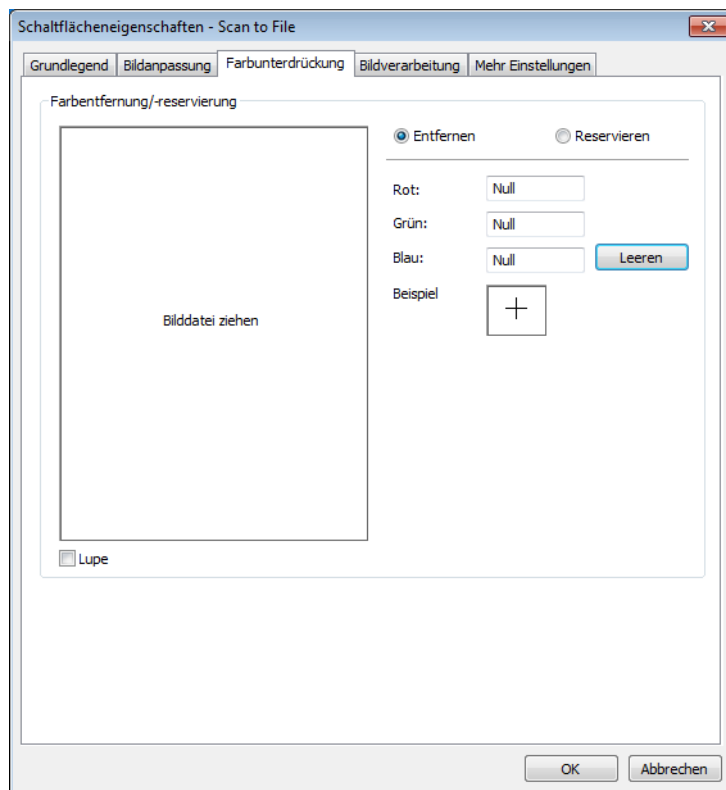 Schaltflächeneigenschaften - Scan to File
Grundlegend Bildanpassung Farbunterdrückung Bildverarbeitung Mehr Einstellungen
Farbentfernung/-reservierung
Entfernen Reservieren
Rot: Null
Grün: Null
Blau: Null Leeren
Beispiel
Bilddatei ziehen
Lupe
OK Abbrechen